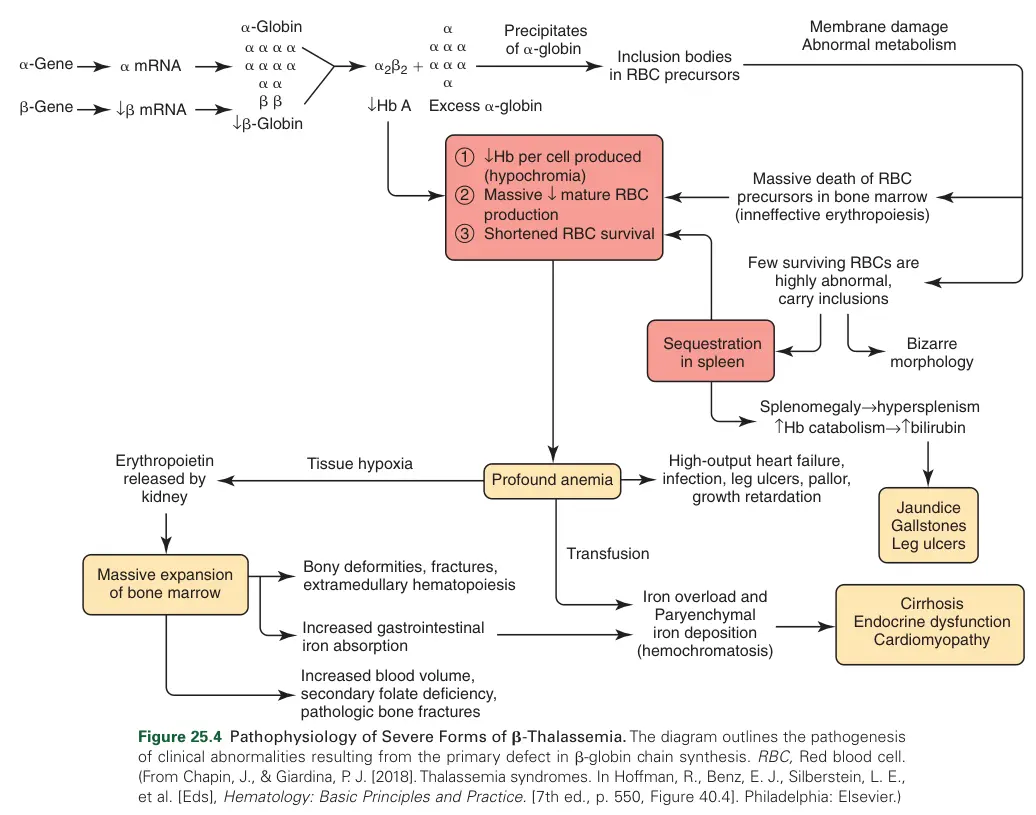 α-Globin
α α α α
α α α α
α α
β β
↓β-Globin
α-Gene
α mRNA
β-Gene
↓β mRNA
α₂β₂ +
α
α α α
α α α
α
↓Hb A
Excess α-globin
Precipitates
of α-globin
Inclusion bodies
in RBC precursors
Membrane damage
Abnormal metabolism
① ↓Hb per cell produced
(hypochromia)
② Massive ↓ mature RBC
production
③ Shortened RBC survival
Massive death of RBC
precursors in bone marrow
(inneffective erythropoiesis)
Few surviving RBCs are
highly abnormal,
carry inclusions
Sequestration
in spleen
Bizarre
morphology
Splenomegaly→hypersplenism
↑Hb catabolism→↑bilirubin
Jaundice
Gallstones
Leg ulcers
Erythropoietin
released by
kidney
Tissue hypoxia
Profound anemia
High-output heart failure,
infection, leg ulcers, pallor,
growth retardation
Massive expansion
of bone marrow
Bony deformities, fractures,
extramedullary hematopoiesis
Transfusion
Increased gastrointestinal
iron absorption
Iron overload and
Paryenchymal
iron deposition
(hemochromatosis)
Cirrhosis
Endocrine dysfunction
Cardiomyopathy
Increased blood volume,
secondary folate deficiency,
pathologic bone fractures
Figure 25.4 Pathophysiology of Severe Forms of β-Thalassemia. The diagram outlines the pathogenesis
of clinical abnormalities resulting from the primary defect in β-globin chain synthesis. RBC, Red blood cell.
(From Chapin, J., & Giardina, P. J. [2018]. Thalassemia syndromes. In Hoffman, R., Benz, E. J., Silberstein, L. E.,
et al. [Eds], Hematology: Basic Principles and Practice. [7th ed., p. 550, Figure 40.4]. Philadelphia: Elsevier.)